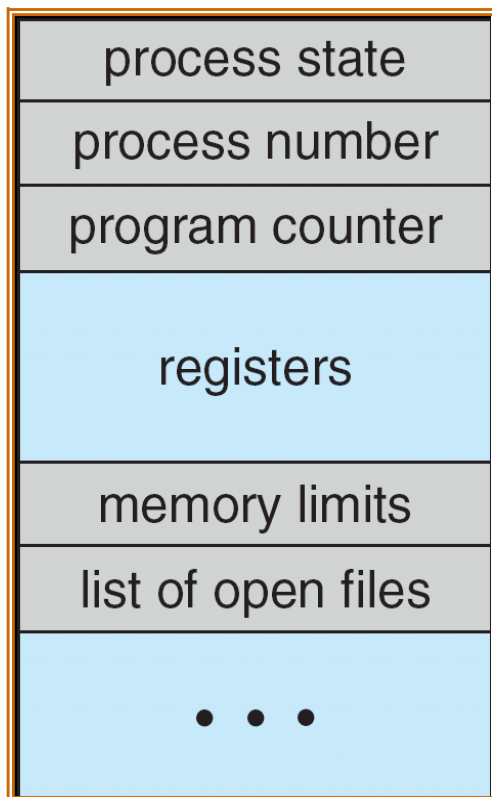 process state
process number
program counter
registers
memory limits
list of open files
• • •